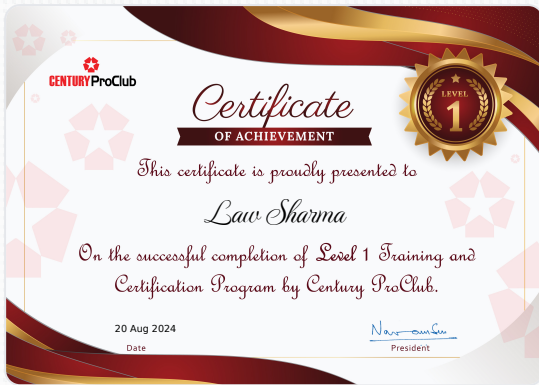 CENTURY ProClub
Certificate
OF ACHIEVEMENT
LEVEL
1
This certificate is proudly presented to
Law Sharma
On the successful completion of Level 1 Training and
Certification Program by Century ProClub.
20 Aug 2024
Date
President